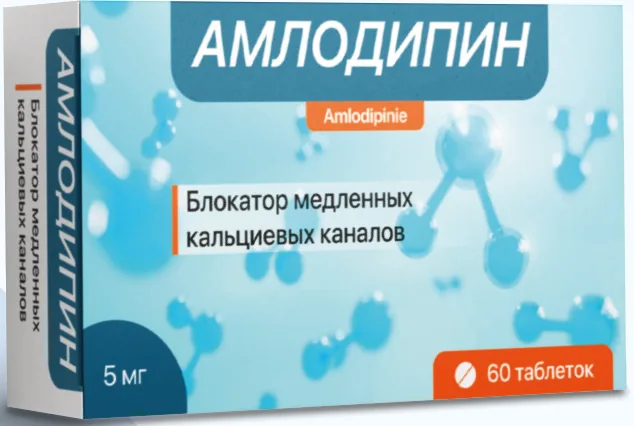 АМЛОДИПИН
Amlodipinie
Блокатор медленных
кальциевых каналов
5 мг
60 таблеток
АМЛОДИПИН
Блокатор медленных
кальциевых каналов